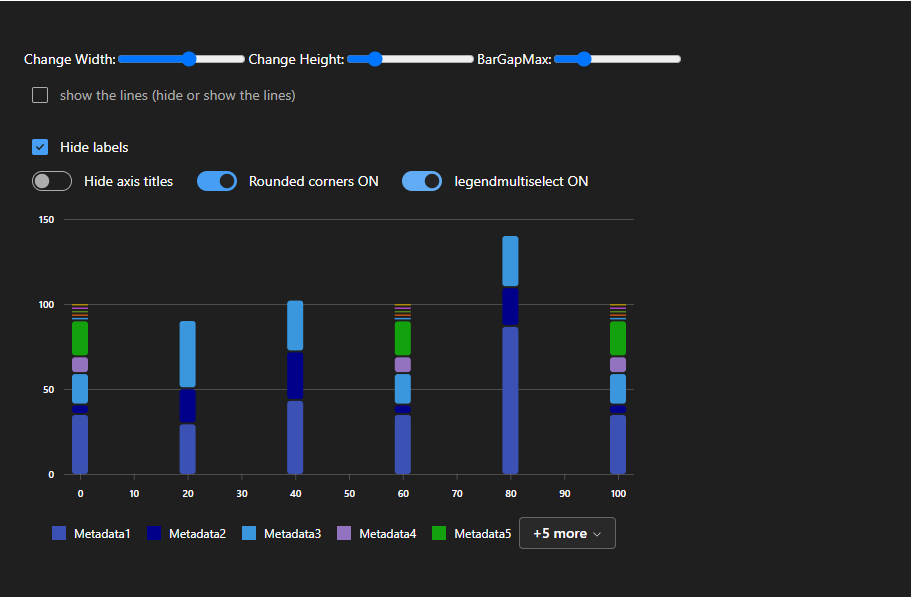 Change Width: Change Height: BarGapMax:
show the lines (hide or show the lines)
Hide labels
Hide axis titles Rounded corners ON legendmultiselect ON
150
100
50
0
0 10 20 30 40 50 60 70 80 90 100
Metadata1 Metadata2 Metadata3 Metadata4 Metadata5 +5 more